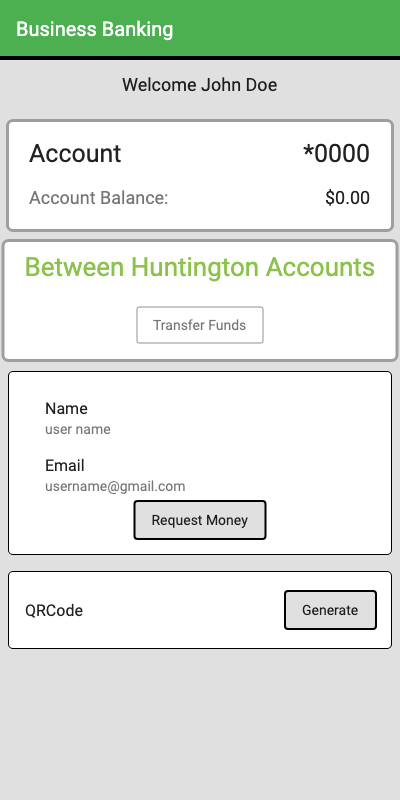 Business Banking
Welcome John Doe
Account *0000
Account Balance: $0.00
Between Huntington Accounts
Transfer Funds
Name
user name
Email
username@gmail.com
Request Money
QRCode Generate